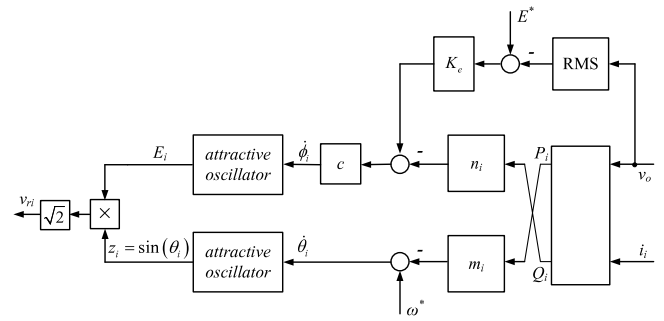 E*
K_e
-
RMS
E_i
attractive
oscillator
ϕ̇_i
c
-
n_i
P_i
v_o
v_ri
√2
×
z_i = sin(θ_i)
attractive
oscillator
θ̇_i
-
m_i
Q_i
i_i
ω*